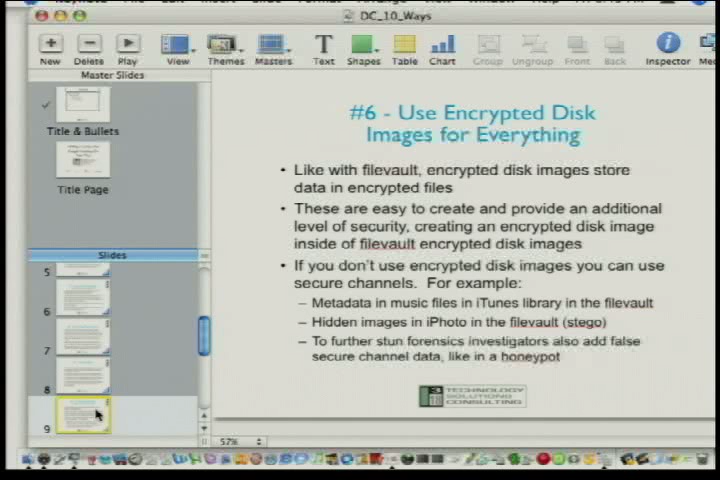 DC_10_Ways
New
Delete
Play
View
Themes
Masters
Text
Shapes
Table
Chart
Group
Ungroup
Front
Back
Inspector
Me
Master Slides
Title & Bullets
Title Page
Slides
5
6
7
8
9
#6 - Use Encrypted Disk
Images for Everything
• Like with filevault, encrypted disk images store
data in encrypted files
• These are easy to create and provide an additional
level of security, creating an encrypted disk image
inside of filevault encrypted disk images
• If you don't use encrypted disk images you can use
secure channels. For example:
– Metadata in music files in iTunes library in the filevault
– Hidden images in iPhoto in the filevault (stego)
– To further stun forensics investigators also add false
secure channel data, like in a honeypot
TECHNOLOGY
SOLUTIONS
CONSULTING
57%